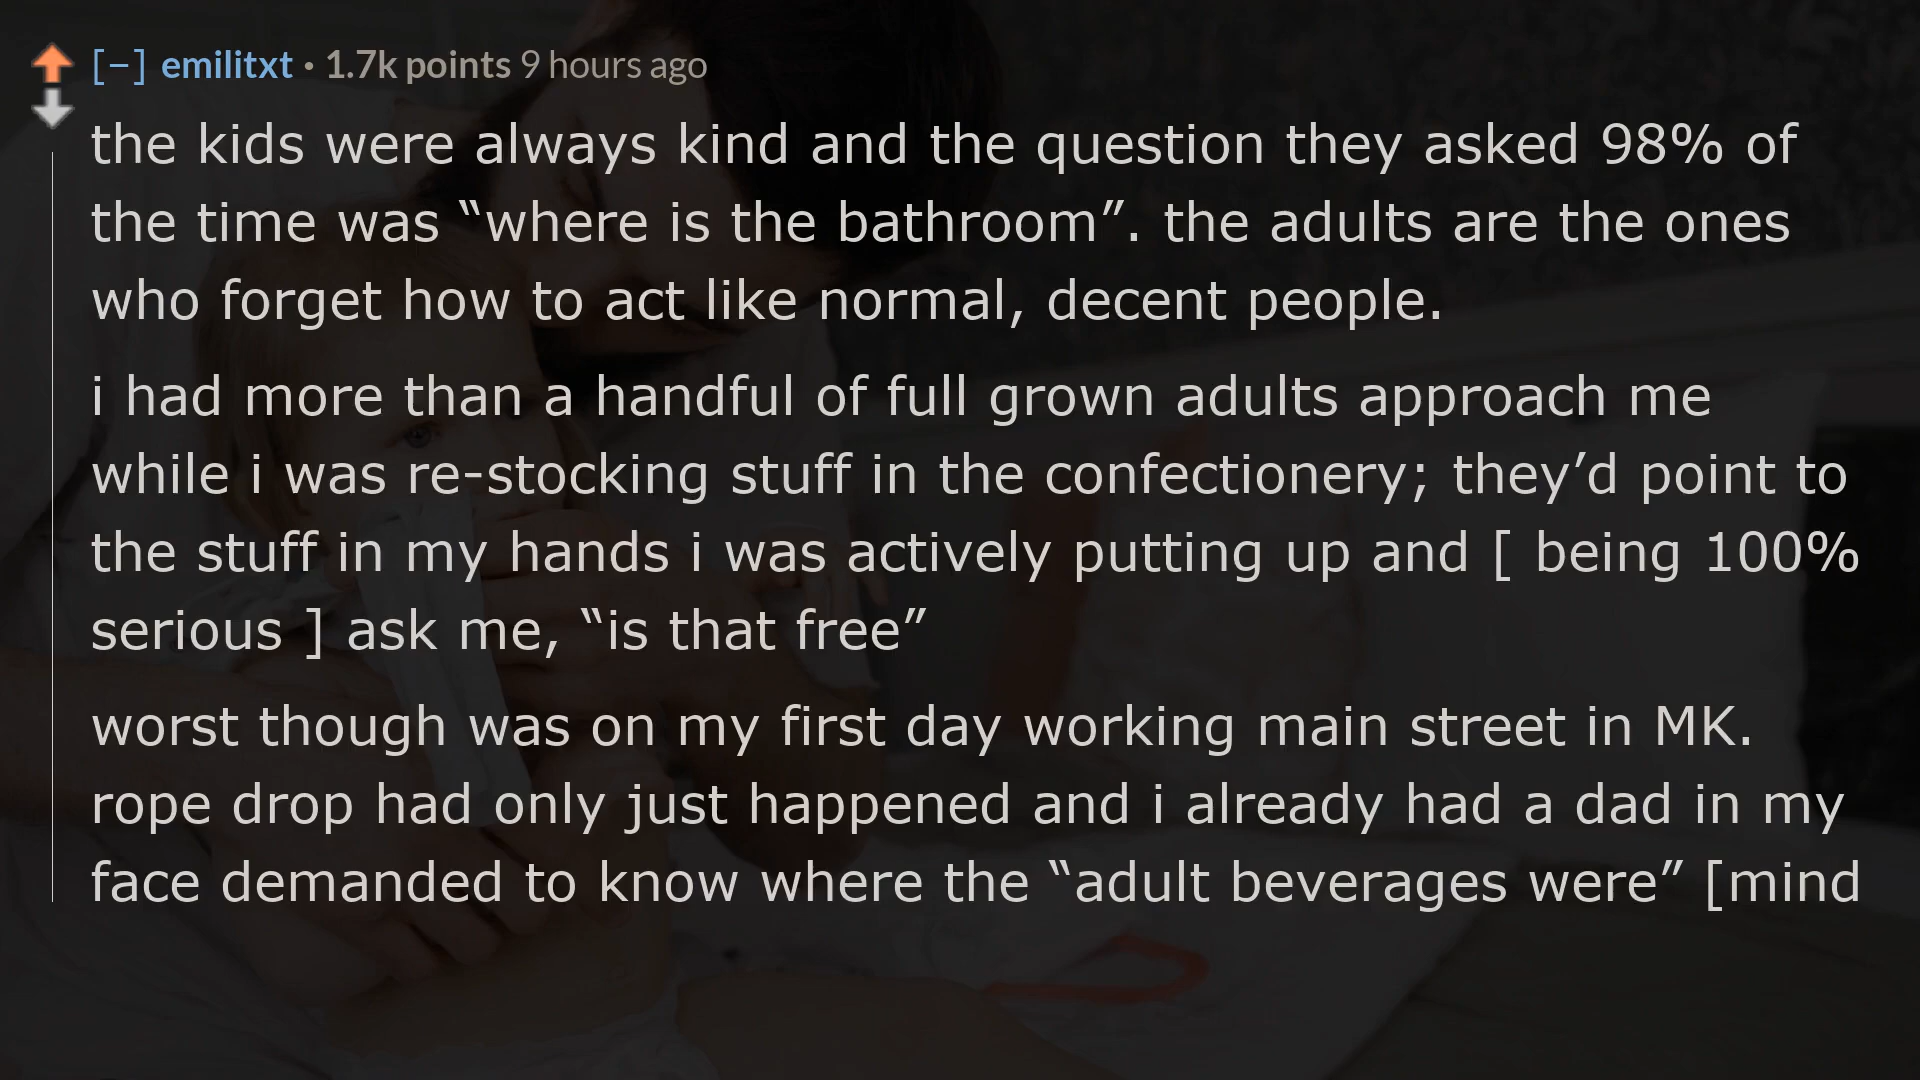 [−] emilitxt · 1.7k points 9 hours ago
the kids were always kind and the question they asked 98% of
the time was “where is the bathroom”. the adults are the ones
who forget how to act like normal, decent people.
i had more than a handful of full grown adults approach me
while i was re-stocking stuff in the confectionery; they’d point to
the stuff in my hands i was actively putting up and [ being 100%
serious ] ask me, “is that free”
worst though was on my first day working main street in MK.
rope drop had only just happened and i already had a dad in my
face demanded to know where the “adult beverages were” [mind